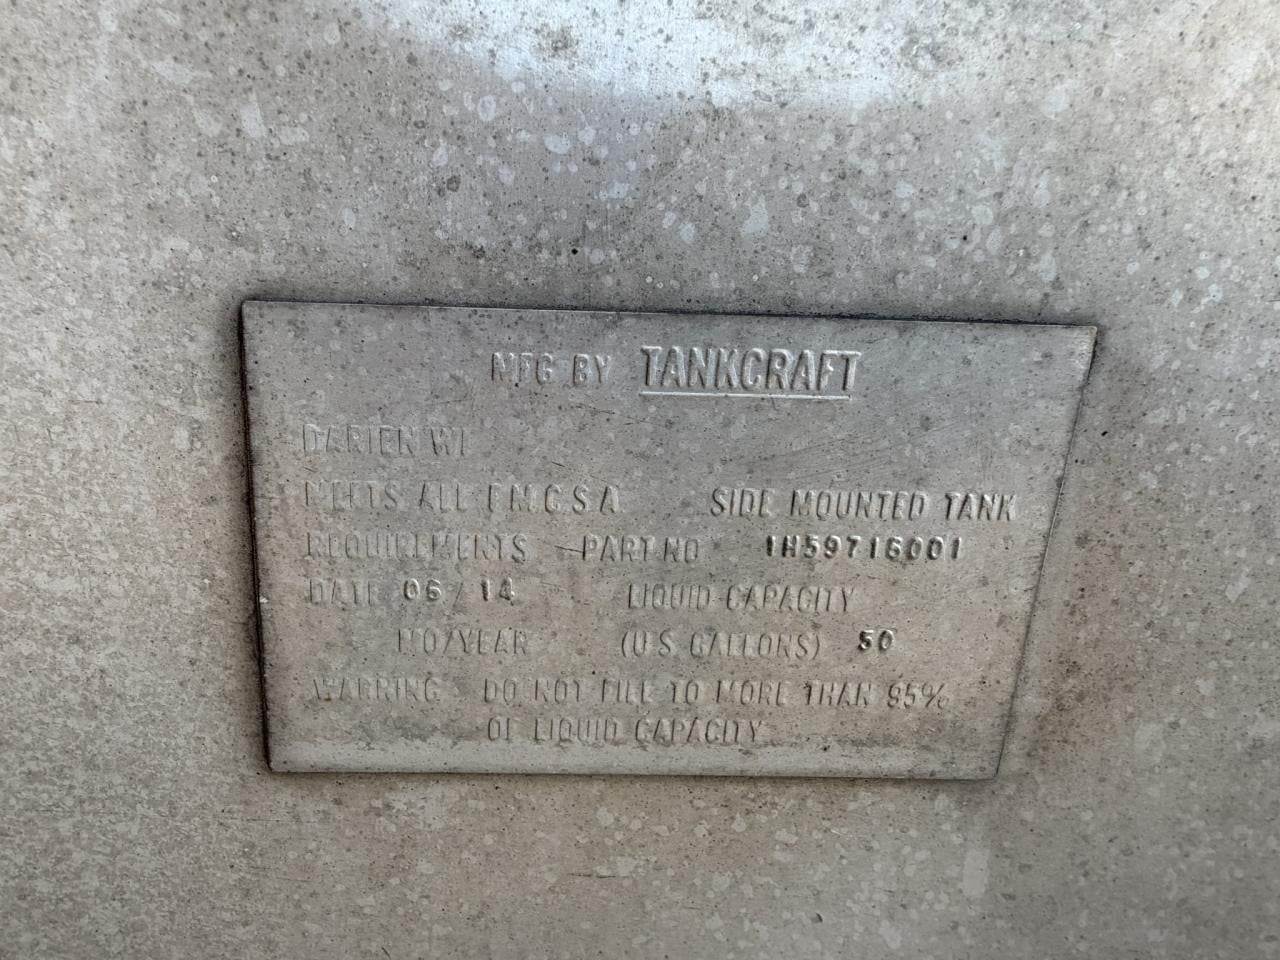 MFG BY TANKCRAFT
DARIEN WI
MEETS ALL F.M.C.S.A. SIDE MOUNTED TANK
REQUIREMENTS PART NO 1H59716001
DATE 06 / 14 LIQUID CAPACITY
MO/YEAR (U.S. GALLONS) 50
WARNING DO NOT FILL TO MORE THAN 95%
OF LIQUID CAPACITY